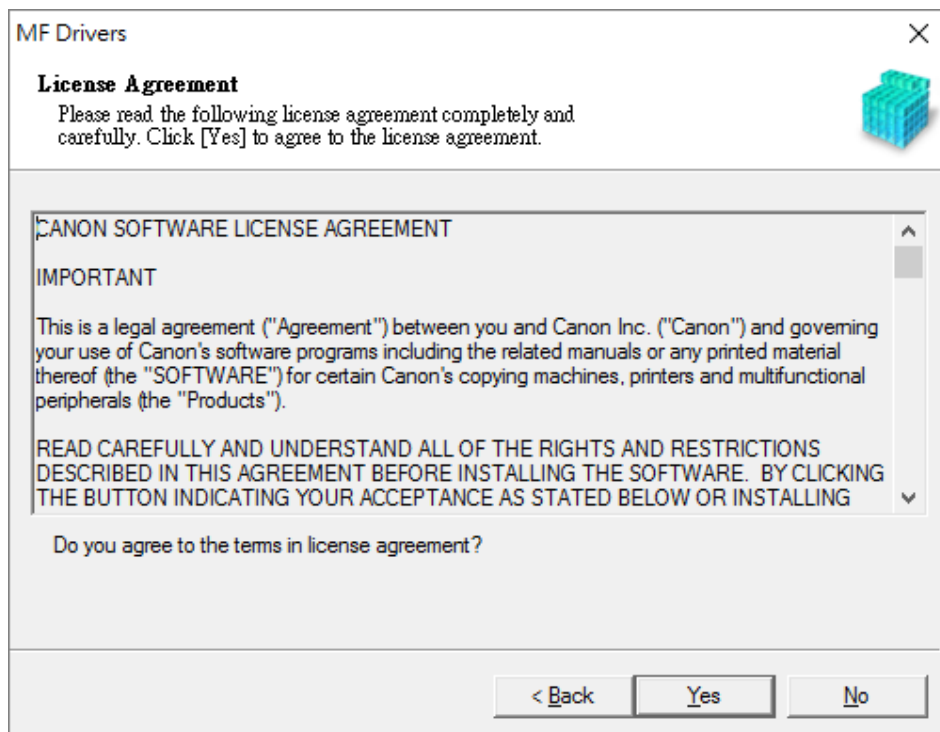 MF Drivers
License Agreement
Please read the following license agreement completely and
carefully. Click [Yes] to agree to the license agreement.
CANON SOFTWARE LICENSE AGREEMENT
IMPORTANT
This is a legal agreement ("Agreement") between you and Canon Inc. ("Canon") and governing
your use of Canon's software programs including the related manuals or any printed material
thereof (the "SOFTWARE") for certain Canon's copying machines, printers and multifunctional
peripherals (the "Products").
READ CAREFULLY AND UNDERSTAND ALL OF THE RIGHTS AND RESTRICTIONS
DESCRIBED IN THIS AGREEMENT BEFORE INSTALLING THE SOFTWARE.  BY CLICKING
THE BUTTON INDICATING YOUR ACCEPTANCE AS STATED BELOW OR INSTALLING
Do you agree to the terms in license agreement?
< Back Yes No